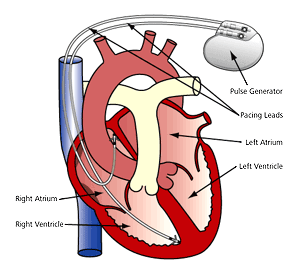 Pulse Generator
Pacing Leads
Left Atrium
Left Ventricle
Right Atrium
Right Ventricle